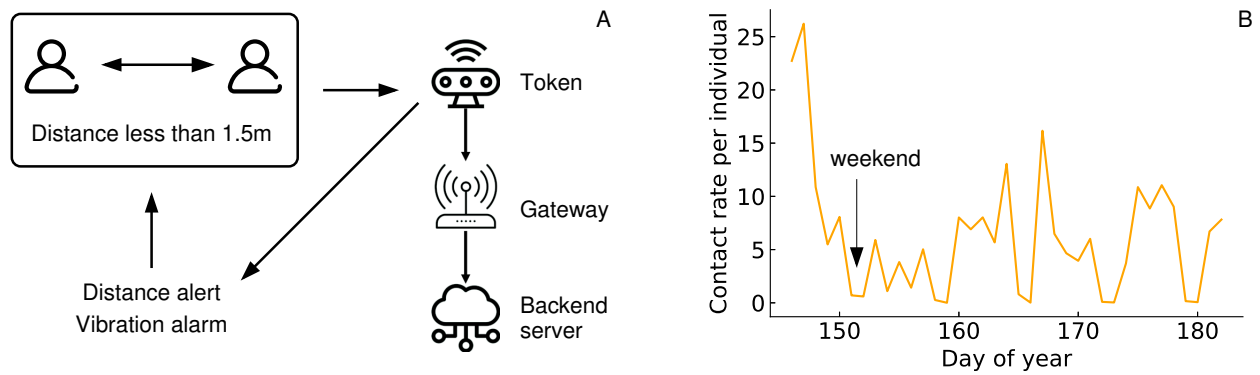 A
Distance less than 1.5m
Token
Gateway
Backend
server
Distance alert
Vibration alarm
B
Contact rate per individual
25
20
15
10
5
0
weekend
150
160
170
180
Day of year